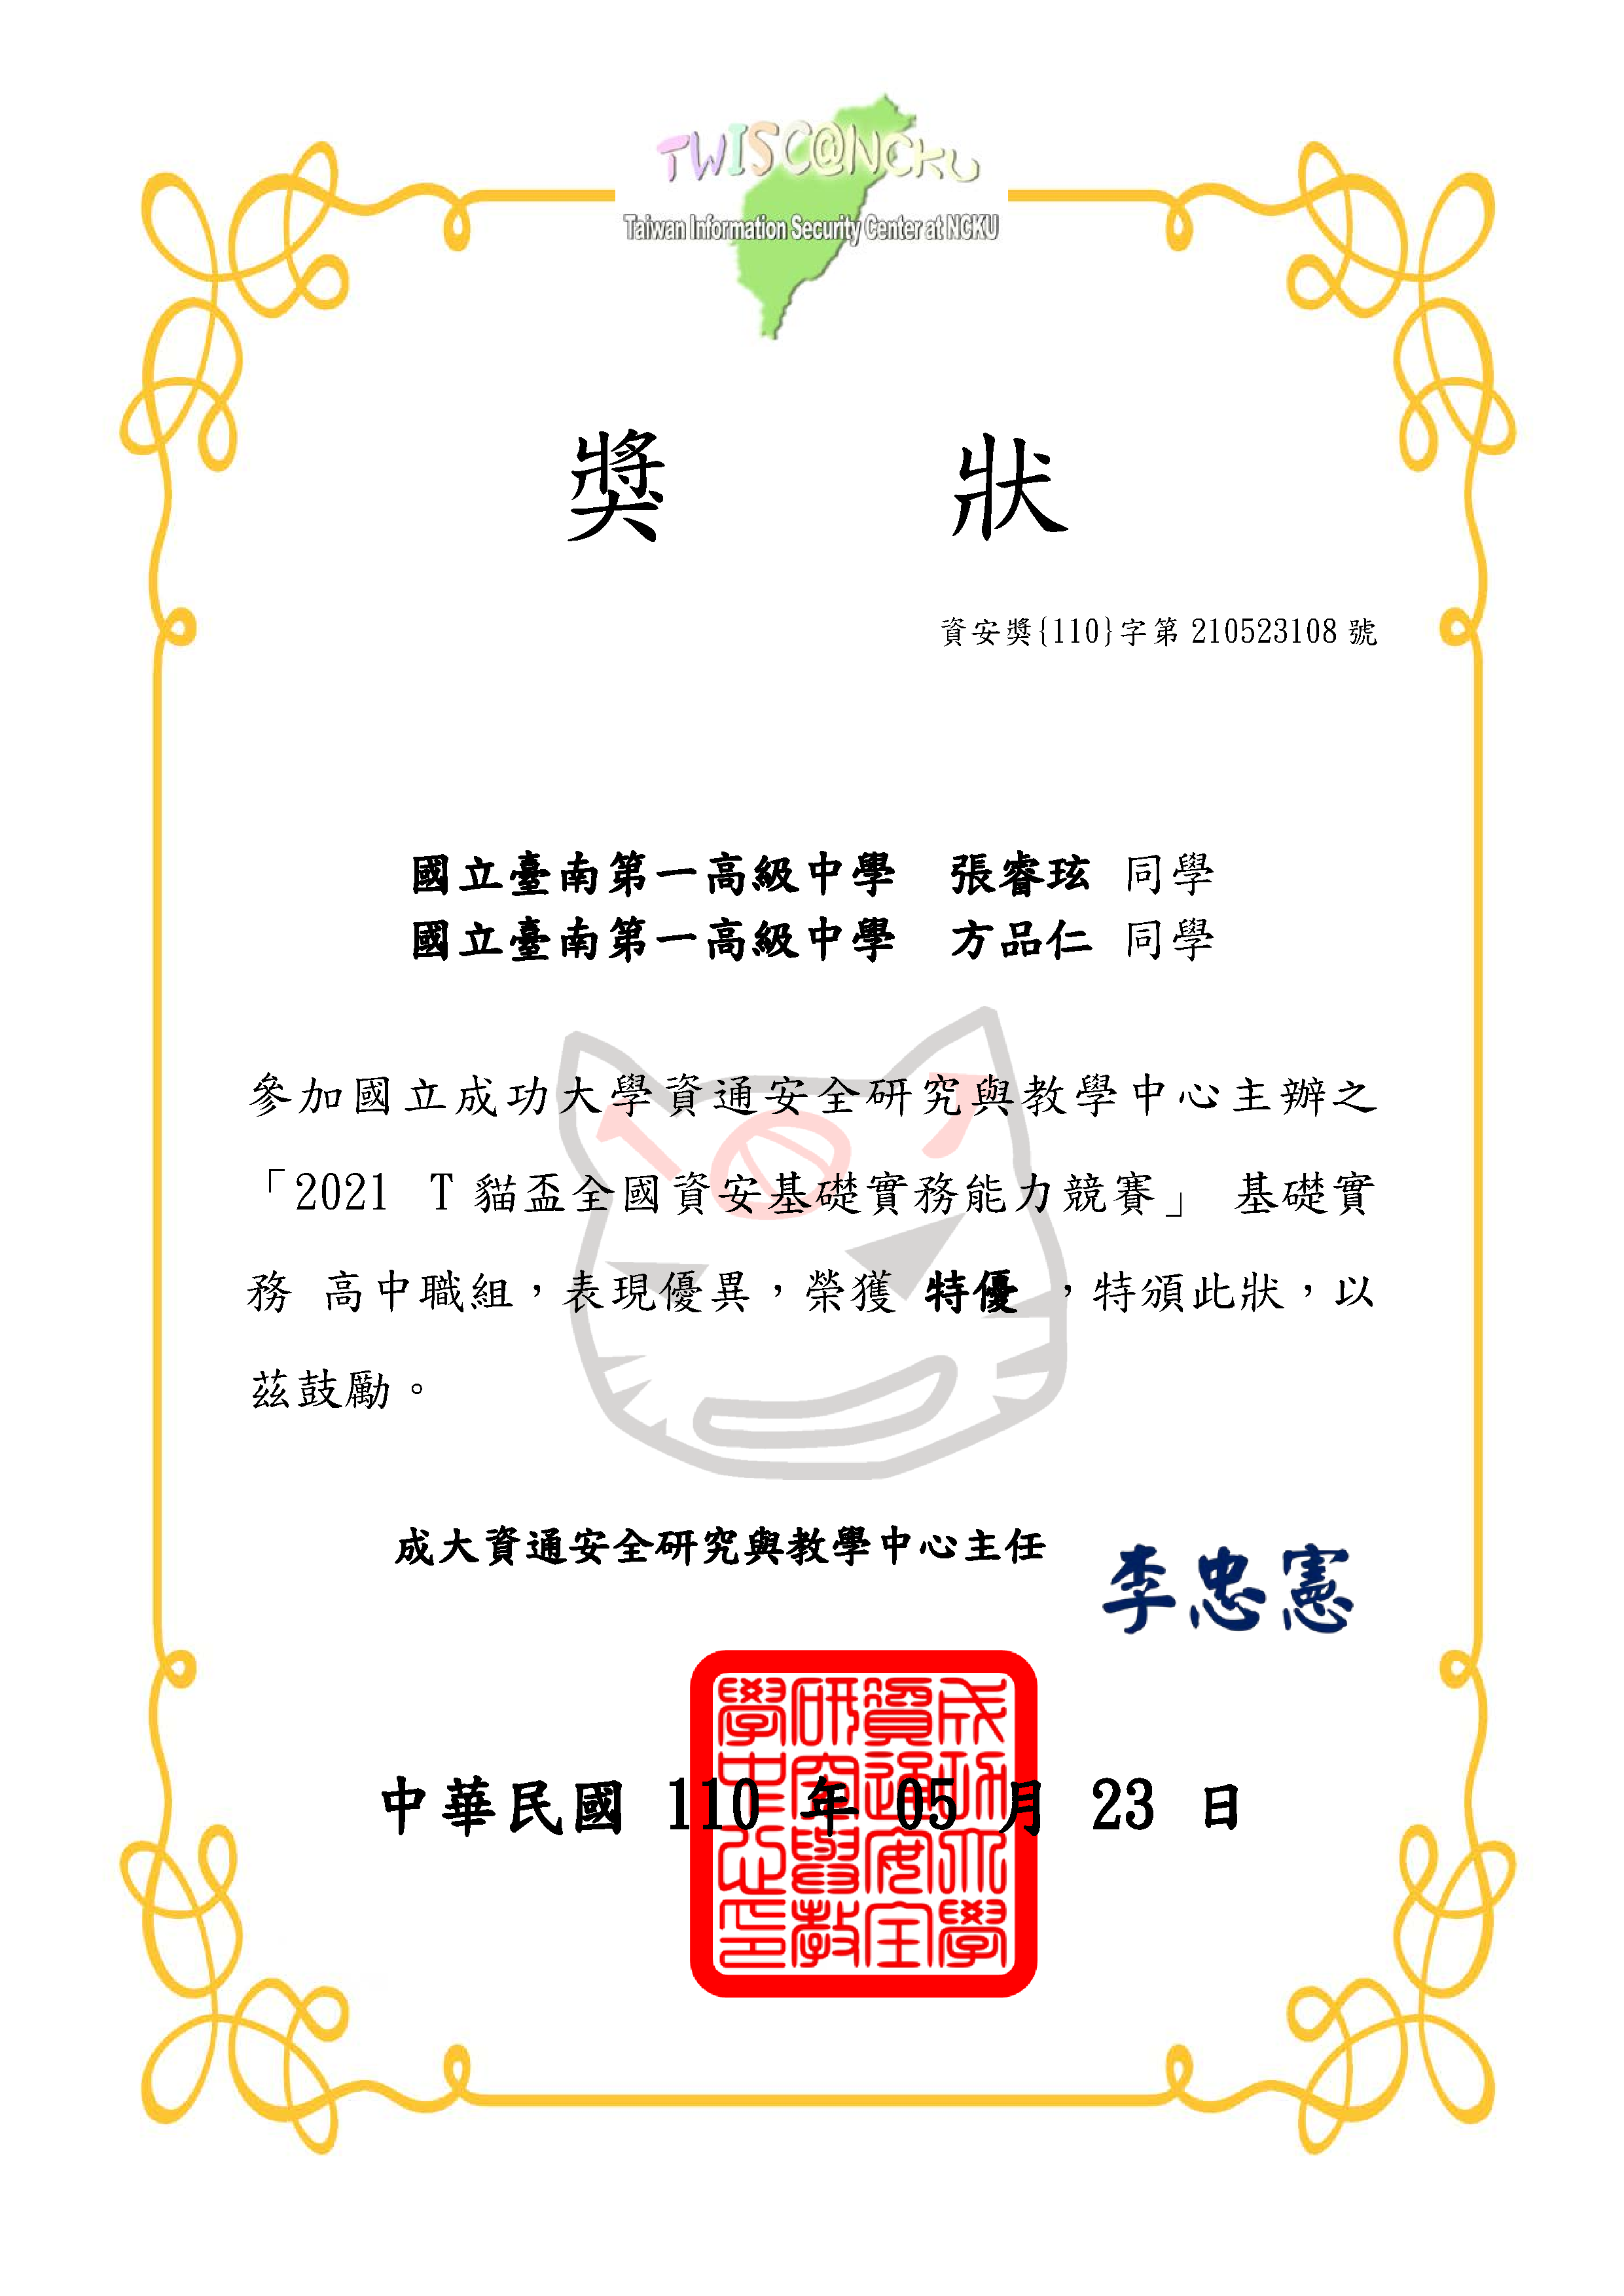 TWISC@NCKU
Taiwan Information Security Center at NCKU
獎 狀
資安獎{110}字第 210523108 號
國立臺南第一高級中學 張睿玹 同學
國立臺南第一高級中學 方品仁 同學
參加國立成功大學資通安全研究與教學中心主辦之
「2021 T 貓盃全國資安基礎實務能力競賽」 基礎實
務 高中職組，表現優異，榮獲 特優 ，特頒此狀，以
茲鼓勵。
成大資通安全研究與教學中心主任
李忠憲
中華民國 110 年 05 月 23 日
成功大學
資通安全
研究與教
學中心印